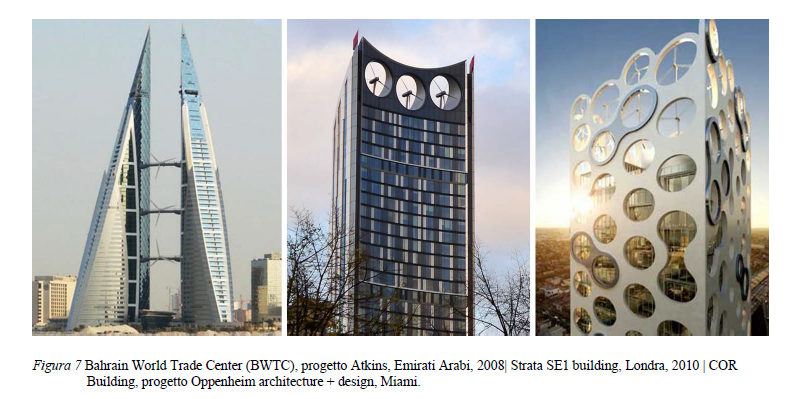 Figura 7 Bahrain World Trade Center (BWTC), progetto Atkins, Emirati Arabi, 2008| Strata SE1 building, Londra, 2010 | COR
Building, progetto Oppenheim architecture + design, Miami.